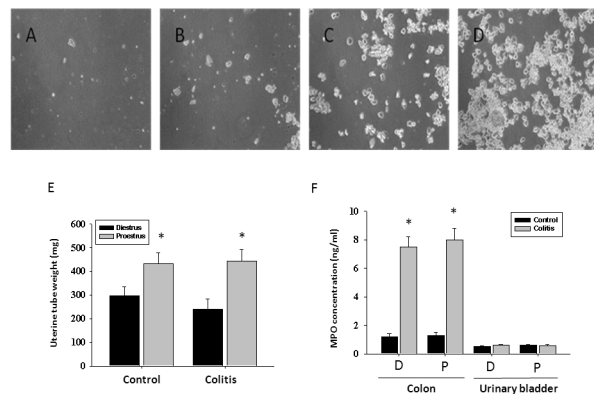 A
B
C
D
E
Diestrus
Proestrus
Uterine tube weight (mg)
600
500
400
300
200
100
0
*
*
Control
Colitis
F
Control
Colitis
MPO concentration (ng/ml)
10
8
6
4
2
0
*
*
D
P
D
P
Colon
Urinary bladder